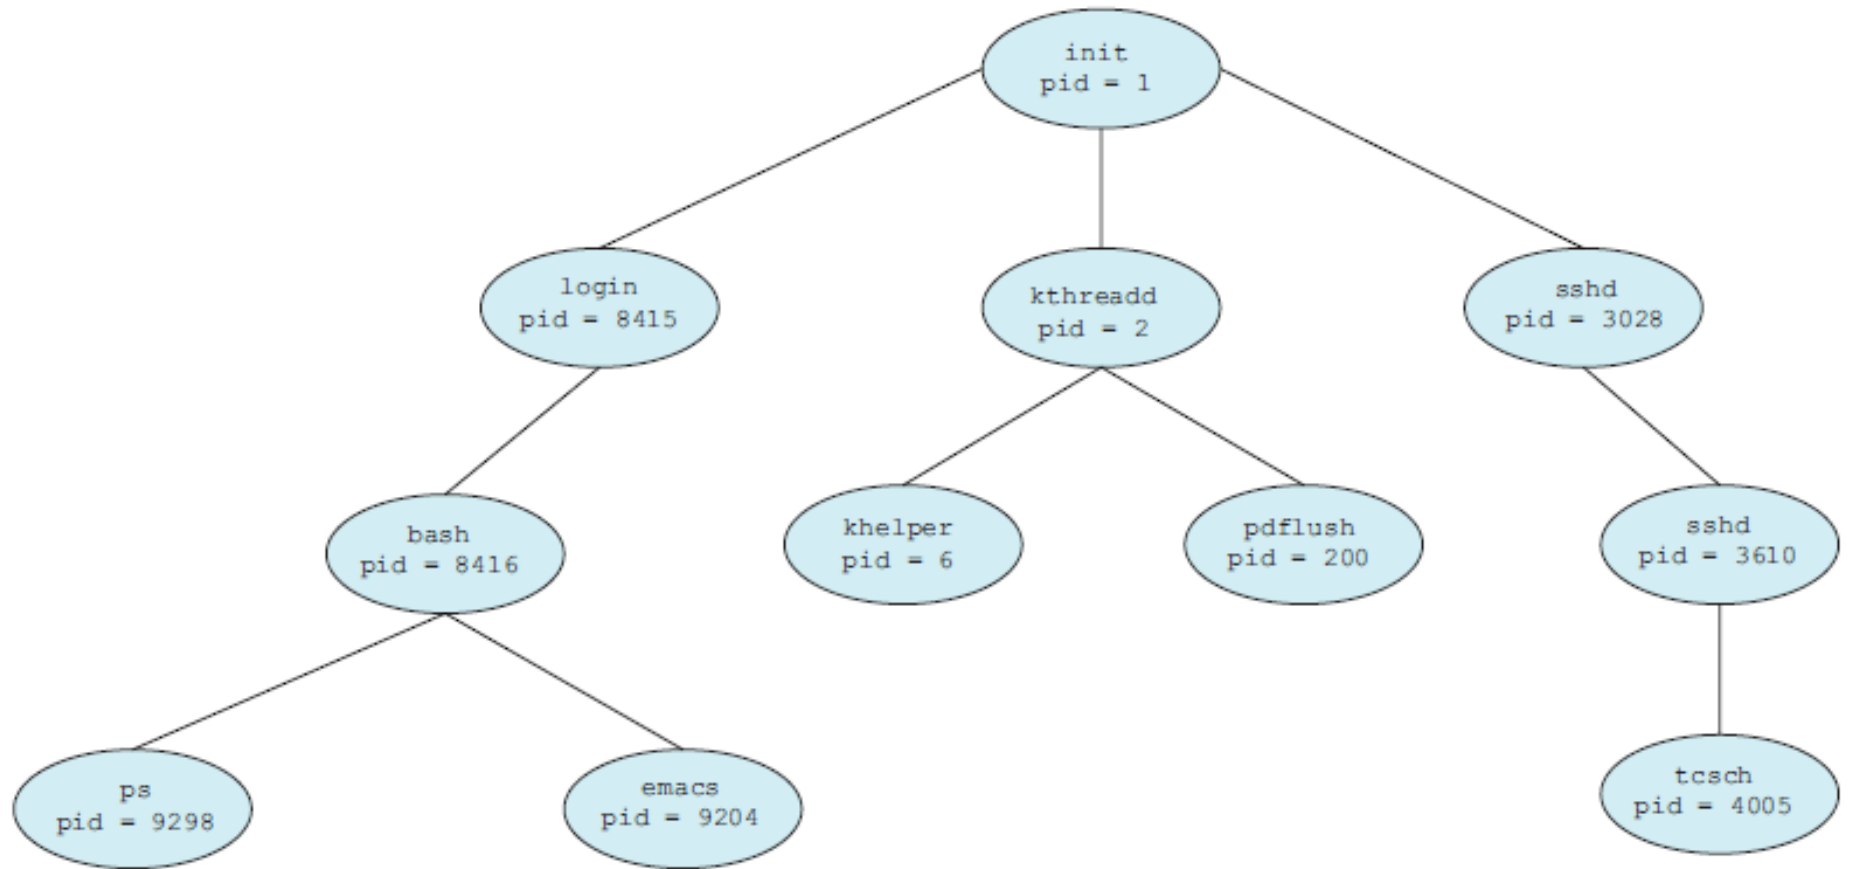 init
pid = 1
login
pid = 8415
kthreadd
pid = 2
sshd
pid = 3028
bash
pid = 8416
khelper
pid = 6
pdflush
pid = 200
sshd
pid = 3610
ps
pid = 9298
emacs
pid = 9204
tcsch
pid = 4005